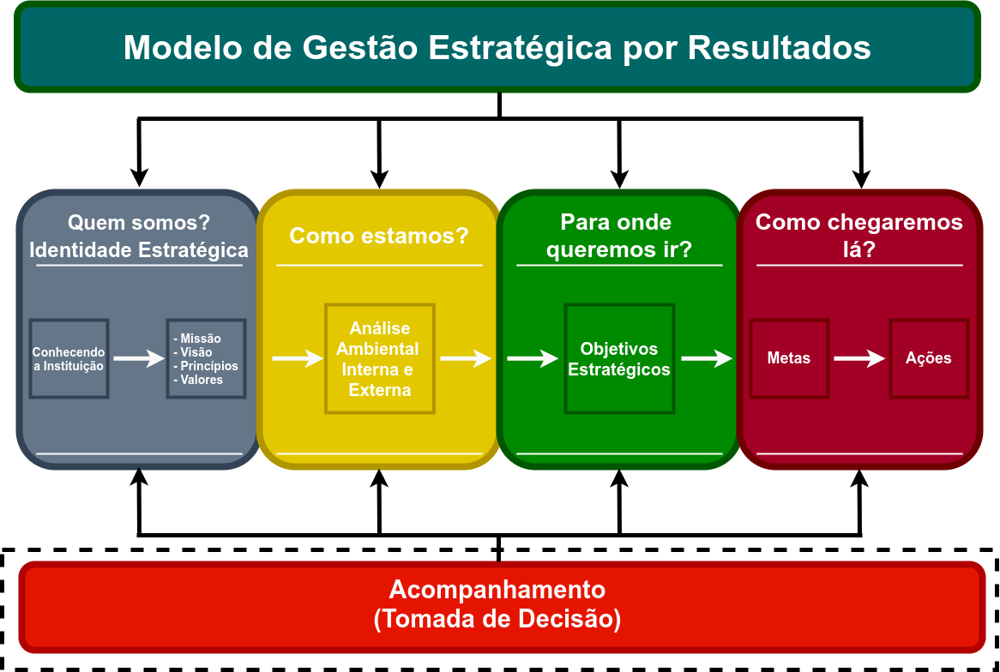 Modelo de Gestão Estratégica por Resultados
Quem somos?
Identidade Estratégica
Conhecendo
a Instituição
- Missão
- Visão
- Princípios
- Valores
Como estamos?
Análise
Ambiental
Interna e
Externa
Para onde
queremos ir?
Objetivos
Estratégicos
Como chegaremos
lá?
Metas
Ações
Acompanhamento
(Tomada de Decisão)